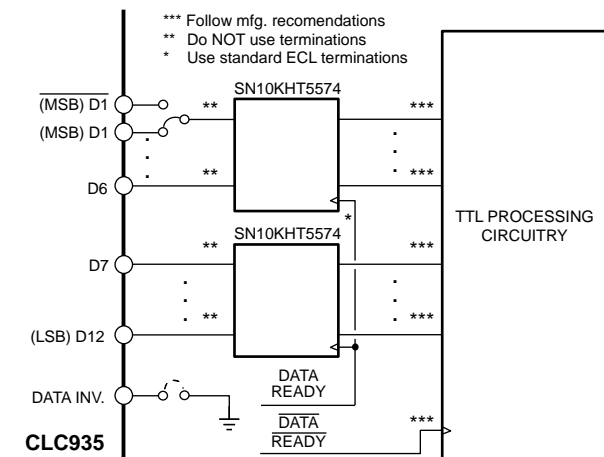 *** Follow mfg. recomendations
** Do NOT use terminations
* Use standard ECL terminations
SN10KHT5574
(MSB) D1
(MSB) D1
**
***
D6
**
***
*
TTL PROCESSING
CIRCUITRY
SN10KHT5574
D7
**
***
(LSB) D12
**
***
DATA INV.
DATA
READY
DATA
READY
***
CLC935